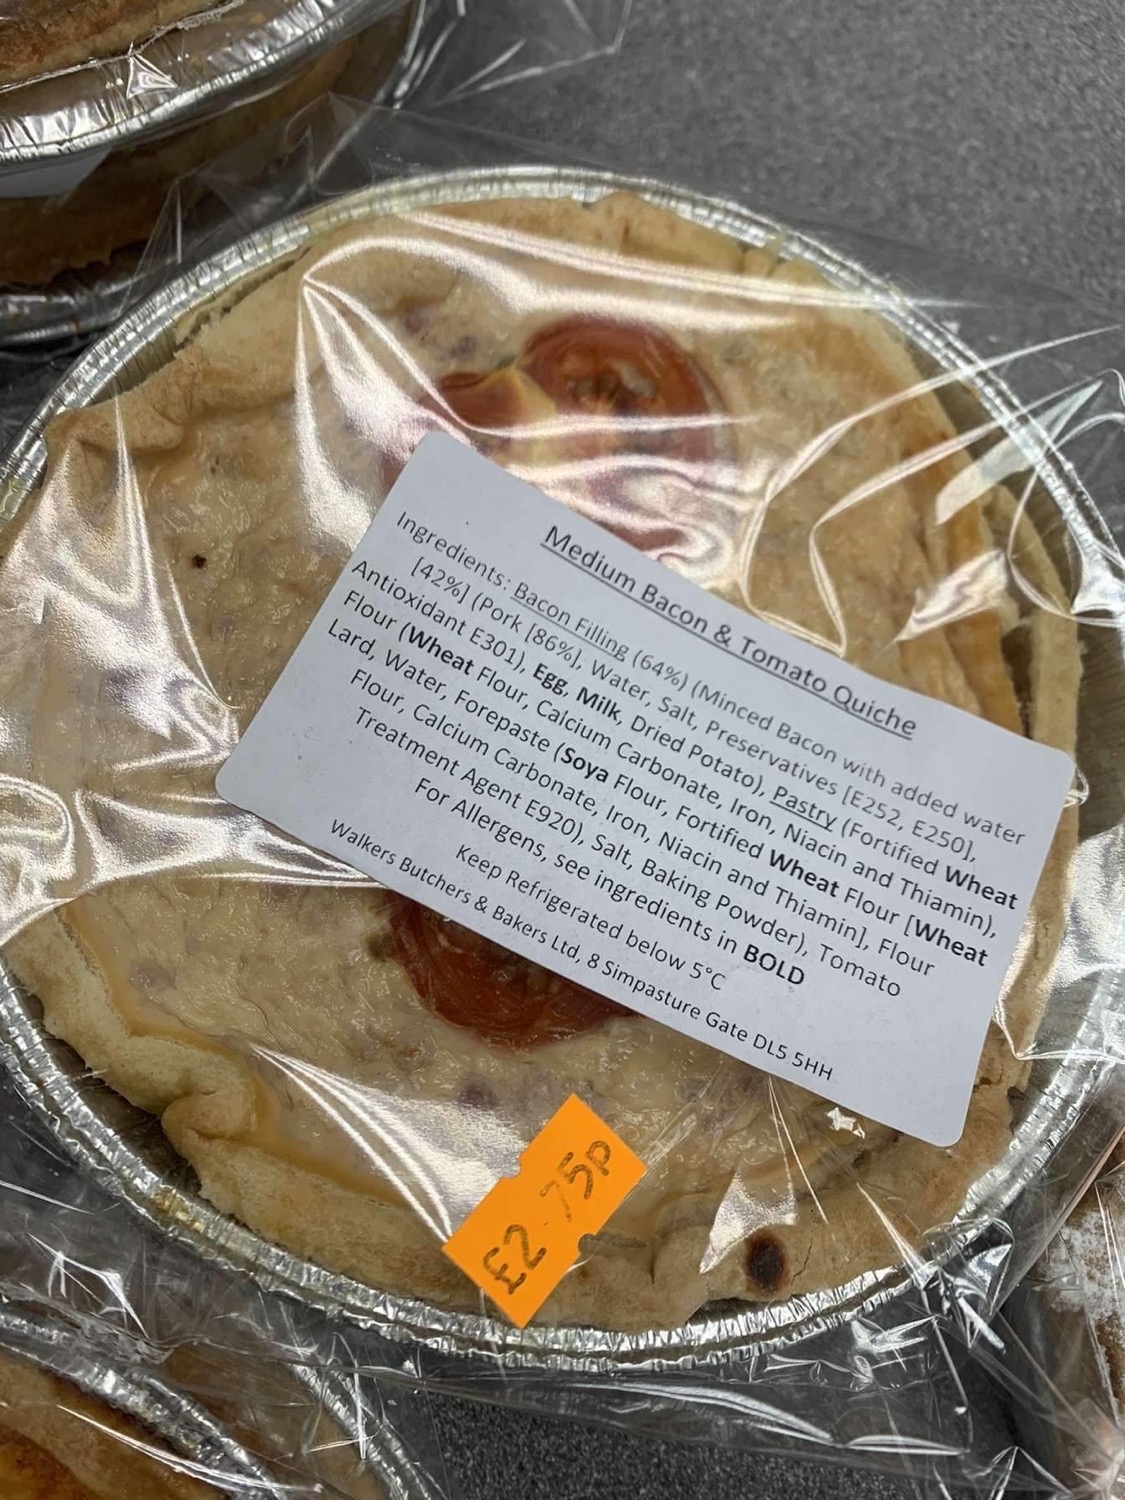 Medium Bacon & Tomato Quiche
Ingredients: Bacon Filling (64%) (Minced Bacon with added water
[42%] (Pork [86%], Water, Salt, Preservatives [E252, E250],
Antioxidant E301), Egg, Milk, Dried Potato), Pastry (Fortified Wheat
Flour (Wheat Flour, Calcium Carbonate, Iron, Niacin and Thiamin),
Lard, Water, Forepaste (Soya Flour, Fortified Wheat Flour [Wheat
Flour, Calcium Carbonate, Iron, Niacin and Thiamin], Flour
Treatment Agent E920), Salt, Baking Powder), Tomato
For Allergens, see ingredients in BOLD
Keep Refrigerated below 5°C
Walkers Butchers & Bakers Ltd, 8 Simpasture Gate DL5 5HH
£2.75P